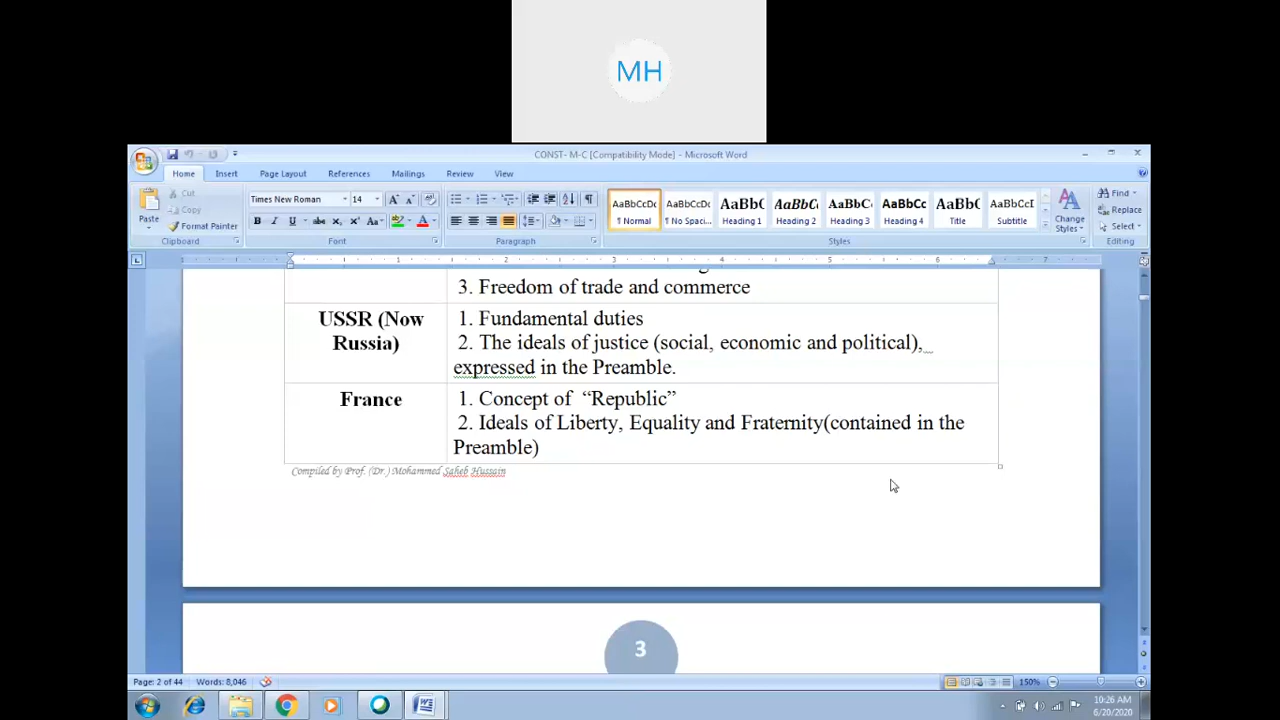 MH
CONST- M-C [Compatibility Mode] - Microsoft Word
Home Insert Page Layout References Mailings Review View
Paste
Cut
Copy
Format Painter
Clipboard
Times New Roman 14
Font
Paragraph
AaBbCcDc AaBbCcDc AaBbC AaBbCc AaBbC AaBbCc AaBbC AaBbCcI
¶ Normal ¶ No Spaci... Heading 1 Heading 2 Heading 3 Heading 4 Title Subtitle
Change Styles
Styles
Find
Replace
Select
Editing
3. Freedom of trade and commerce
USSR (Now
Russia)
1. Fundamental duties
2. The ideals of justice (social, economic and political),
expressed in the Preamble.
France
1. Concept of “Republic”
2. Ideals of Liberty, Equality and Fraternity(contained in the
Preamble)
Compiled by Prof. (Dr.) Mohammed Saheb Hussain
3
Page: 2 of 44 Words: 8,046 150%
10:26 AM
6/20/2020